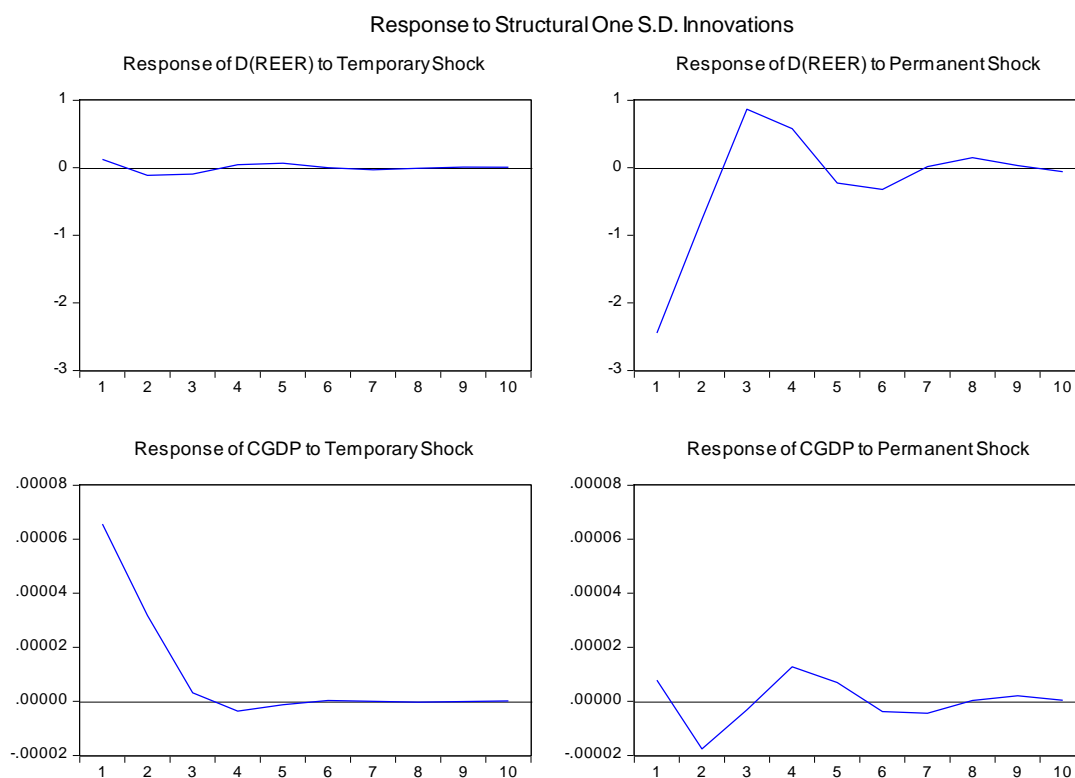 Response to Structural One S.D. Innovations
Response of D(REER) to Temporary Shock
1
0
-1
-2
-3
1 2 3 4 5 6 7 8 9 10
Response of D(REER) to Permanent Shock
1
0
-1
-2
-3
1 2 3 4 5 6 7 8 9 10
Response of CGDP to Temporary Shock
.00008
.00006
.00004
.00002
.00000
-.00002
1 2 3 4 5 6 7 8 9 10
Response of CGDP to Permanent Shock
.00008
.00006
.00004
.00002
.00000
-.00002
1 2 3 4 5 6 7 8 9 10